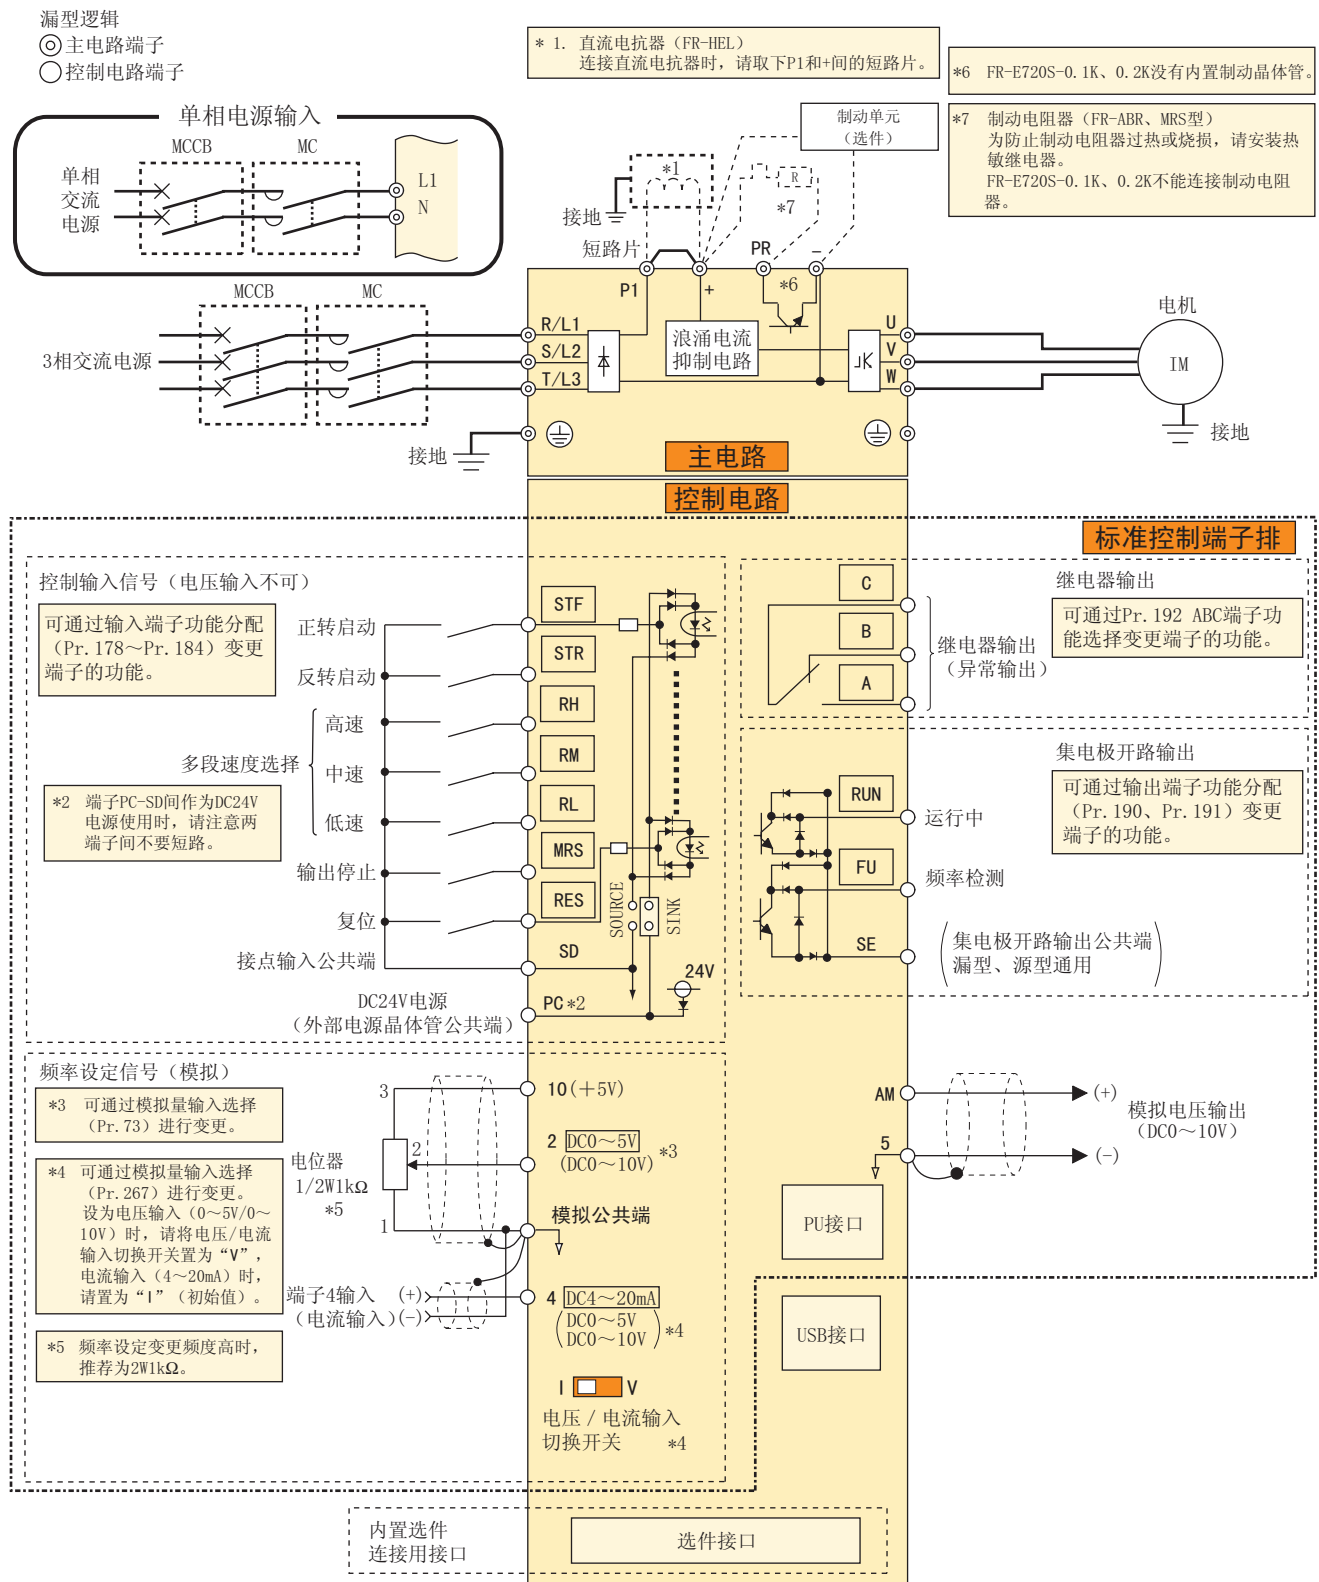 漏型逻辑
主电路端子
控制电路端子
* 1. 直流电抗器（FR-HEL）
连接直流电抗器时，请取下P1和+间的短路片。
*6 FR-E720S-0.1K、0.2K没有内置制动晶体管。
*7 制动电阻器（FR-ABR、MRS型）
为防止制动电阻器过热或烧损，请安装热
敏继电器。
FR-E720S-0.1K、0.2K不能连接制动电阻
器。
单相电源输入
MCCB MC
单相
交流
电源
L1
N
制动单元
（选件）
*1
R
*7
接地
短路片
PR
−
P1
+
*6
MCCB MC
3相交流电源
R/L1
S/L2
T/L3
浪涌电流
抑制电路
U
V
W
电机
IM
接地
接地
主电路
控制电路
标准控制端子排
控制输入信号（电压输入不可）
可通过输入端子功能分配
（Pr.178～Pr.184）变更
端子的功能。
正转启动
反转启动
多段速度选择
高速
中速
低速
*2 端子PC-SD间作为DC24V
电源使用时，请注意两
端子间不要短路。
输出停止
复位
接点输入公共端
DC24V电源
（外部电源晶体管公共端）
STF
STR
RH
RM
RL
MRS
RES
SD
PC *2
SOURCE
SINK
24V
C
B
A
继电器输出
可通过Pr.192 ABC端子功
能选择变更端子的功能。
继电器输出
（异常输出）
集电极开路输出
可通过输出端子功能分配
（Pr.190、Pr.191）变更
端子的功能。
RUN
运行中
FU
频率检测
SE
集电极开路输出公共端
漏型、源型通用
频率设定信号（模拟）
*3 可通过模拟量输入选择
（Pr.73）进行变更。
*4 可通过模拟量输入选择
（Pr.267）进行变更。
设为电压输入（0～5V/0～
10V）时，请将电压/电流
输入切换开关置为“V”，
电流输入（4～20mA）时，
请置为“I”（初始值）。
*5 频率设定变更频度高时，
推荐为2W1kΩ。
3
2
1
电位器
1/2W1kΩ
*5
10(＋5V)
2 DC0～5V
(DC0～10V) *3
模拟公共端
端子4输入 (+)
（电流输入）(−)
4 DC4～20mA
(DC0～5V
DC0～10V) *4
I V
电压 / 电流输入
切换开关 *4
AM
(+)
模拟电压输出
（DC0～10V）
5
(−)
PU接口
USB接口
内置选件
连接用接口
选件接口